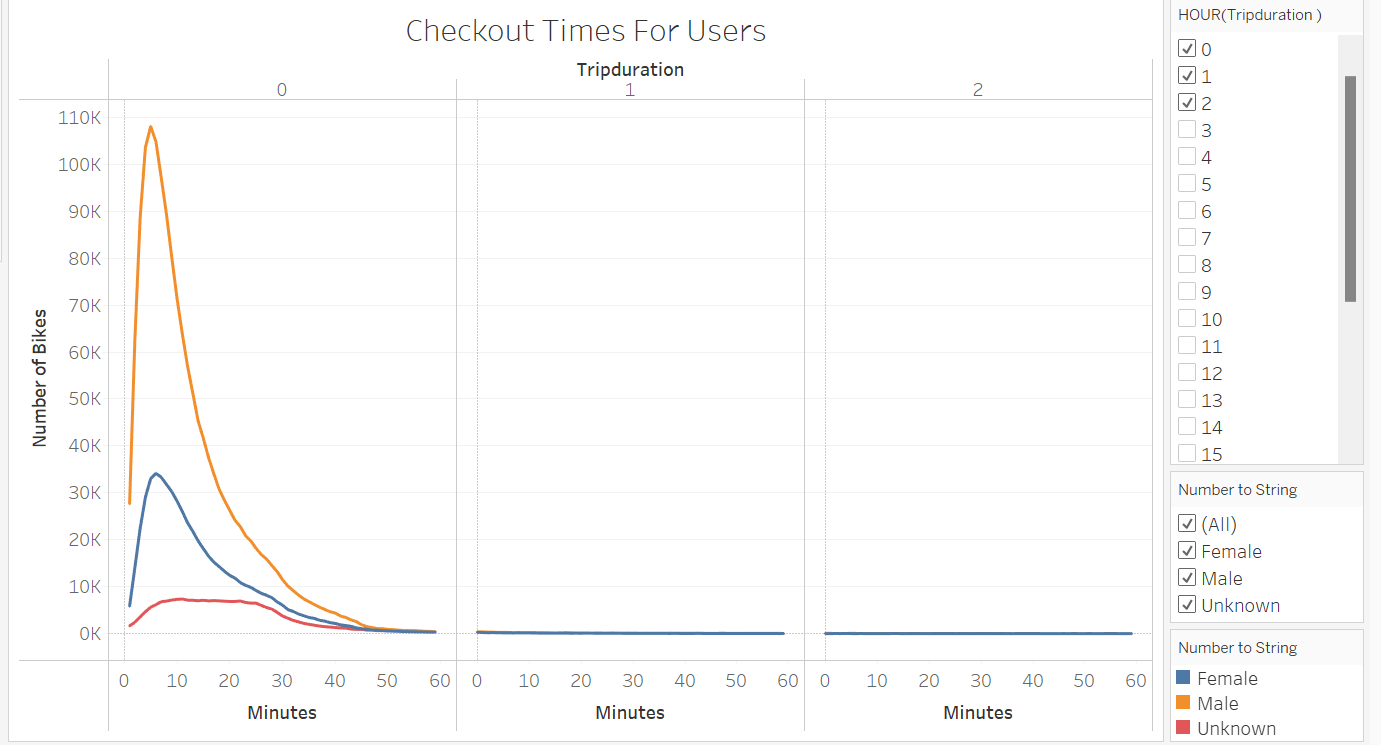 Checkout Times For Users
Tripduration
0 1 2
110K
100K
90K
80K
70K
60K
50K
40K
30K
20K
10K
0K
Number of Bikes
0 10 20 30 40 50 60 0 10 20 30 40 50 60 0 10 20 30 40 50 60
Minutes Minutes Minutes
HOUR(Tripduration )
0
1
2
3
4
5
6
7
8
9
10
11
12
13
14
15
Number to String
(All)
Female
Male
Unknown
Number to String
Female
Male
Unknown